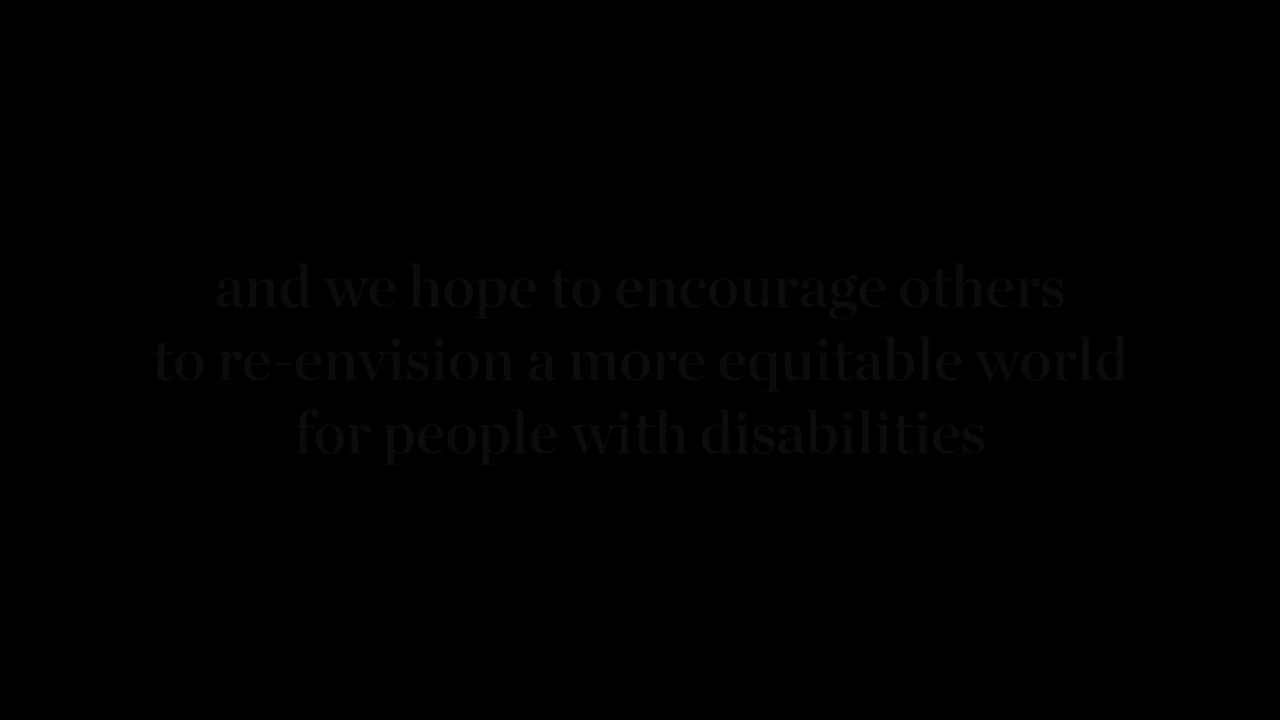 and we hope to encourage others
to re-envision a more equitable world
for people with disabilities